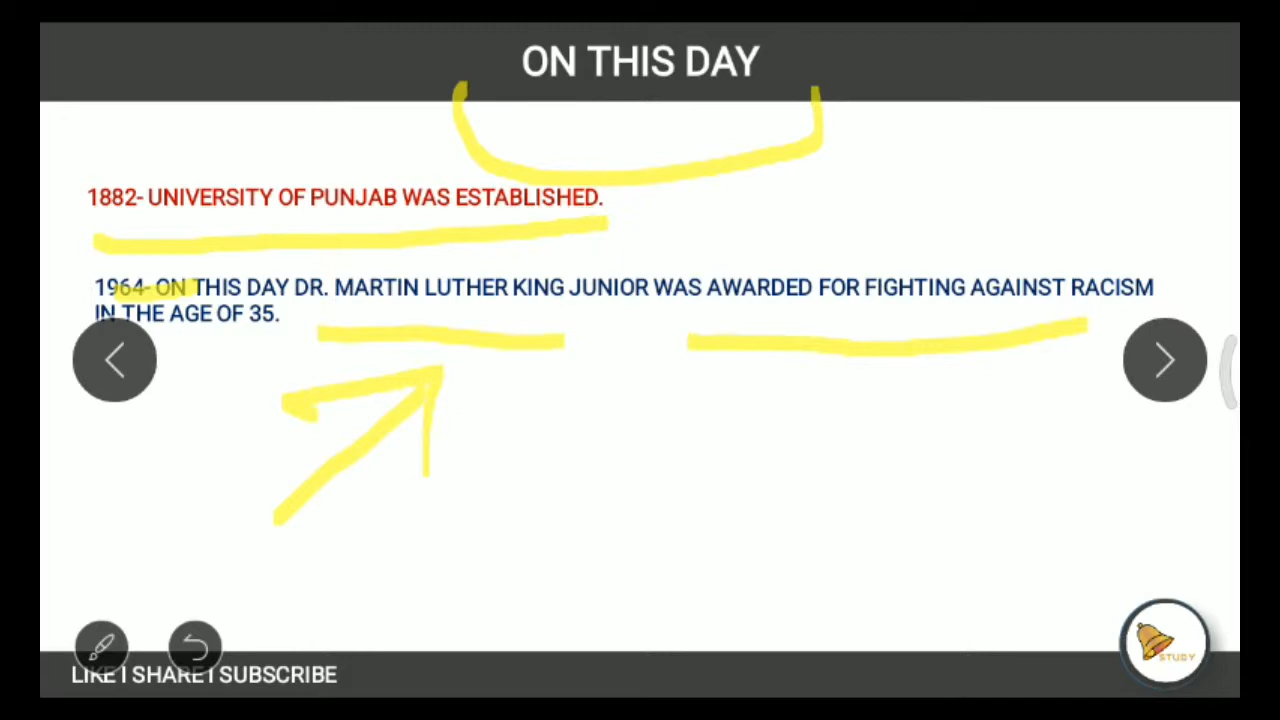 ON THIS DAY
1882- UNIVERSITY OF PUNJAB WAS ESTABLISHED.
1964- ON THIS DAY DR. MARTIN LUTHER KING JUNIOR WAS AWARDED FOR FIGHTING AGAINST RACISM
IN THE AGE OF 35.
STUDY
LIKE I SHARE I SUBSCRIBE